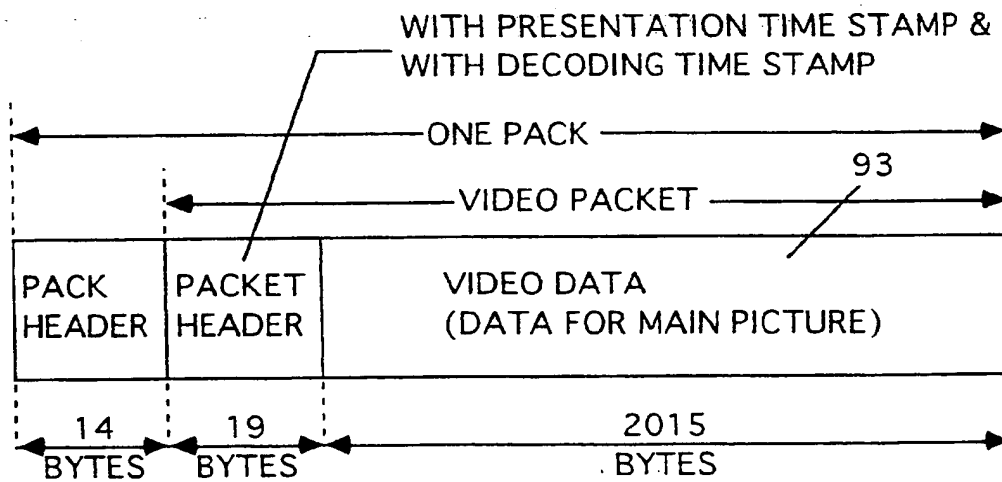 WITH PRESENTATION TIME STAMP &
WITH DECODING TIME STAMP
ONE PACK
93
VIDEO PACKET
PACK
HEADER
PACKET
HEADER
VIDEO DATA
(DATA FOR MAIN PICTURE)
14
BYTES
19
BYTES
2015
BYTES